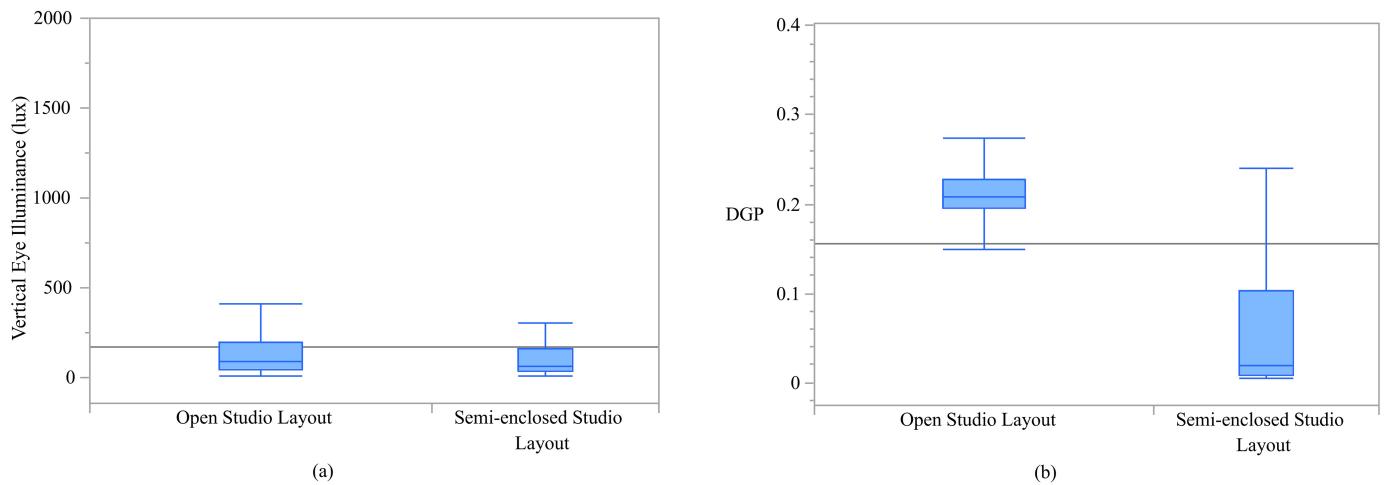 2000
1500
1000
500
0
Vertical Eye Illuminance (lux)
Open Studio Layout
Semi-enclosed Studio
Layout
(a)
0.4
0.3
0.2
0.1
0
DGP
Open Studio Layout
Semi-enclosed Studio
Layout
(b)